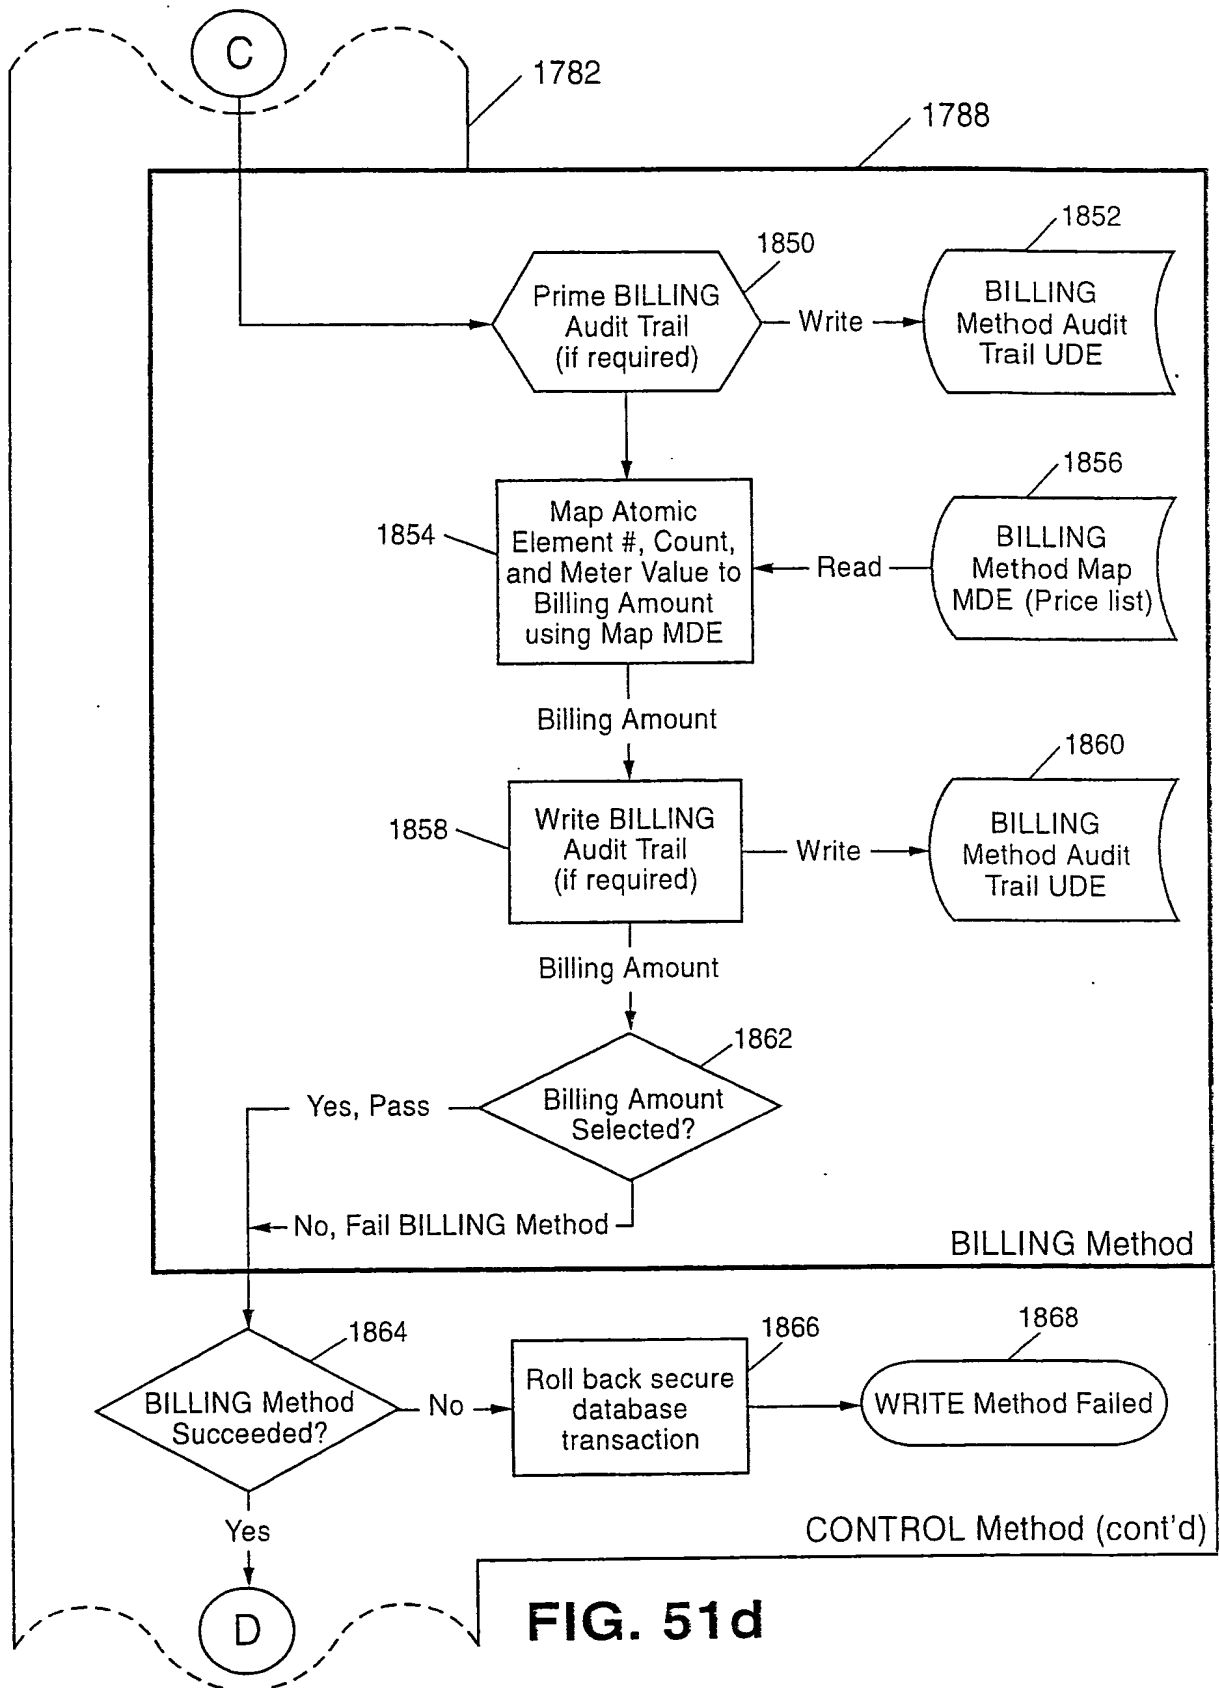 C
1782
1788
1850
1852
Prime BILLING
Audit Trail
(if required)
Write
BILLING
Method Audit
Trail UDE
1854
Map Atomic
Element #, Count,
and Meter Value to
Billing Amount
using Map MDE
Read
1856
BILLING
Method Map
MDE (Price list)
Billing Amount
1858
Write BILLING
Audit Trail
(if required)
Write
1860
BILLING
Method Audit
Trail UDE
Billing Amount
1862
Billing Amount
Selected?
Yes, Pass
No, Fail BILLING Method
BILLING Method
1864
BILLING Method
Succeeded?
No
1866
Roll back secure
database
transaction
1868
WRITE Method Failed
Yes
CONTROL Method (cont'd)
D
FIG. 51d